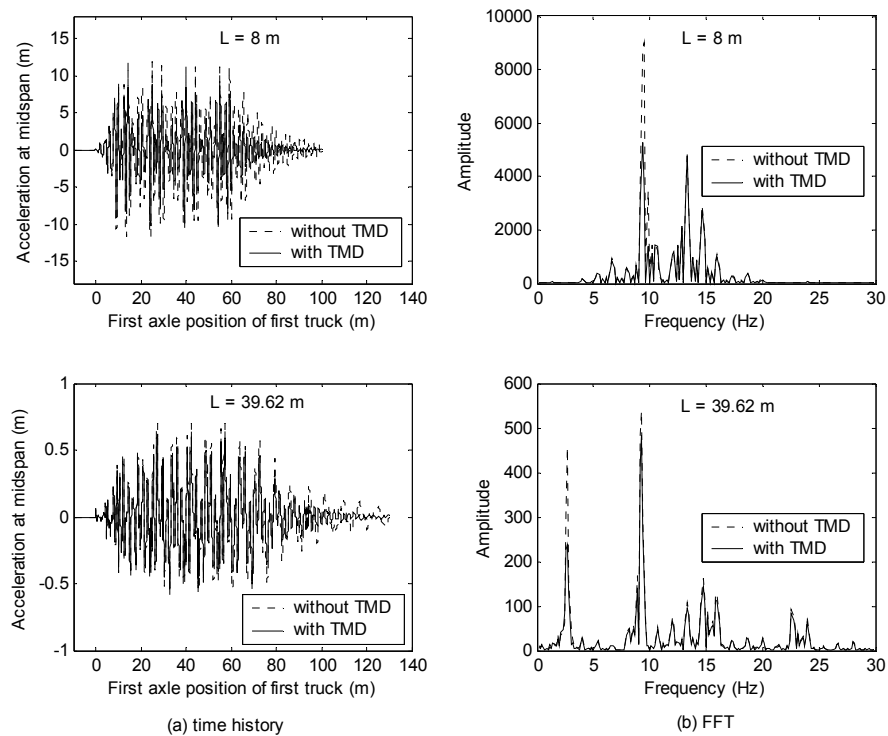 L = 8 m
15
10
5
0
-5
-10
-15
Acceleration at midspan (m)
without TMD
with TMD
0 20 40 60 80 100 120 140
First axle position of first truck (m)
L = 8 m
10000
8000
6000
4000
2000
0
Amplitude
without TMD
with TMD
0 5 10 15 20 25 30
Frequency (Hz)
L = 39.62 m
1
0.5
0
-0.5
-1
Acceleration at midspan (m)
without TMD
with TMD
0 20 40 60 80 100 120 140
First axle position of first truck (m)
(a) time history
L = 39.62 m
600
500
400
300
200
100
0
Amplitude
without TMD
with TMD
0 5 10 15 20 25 30
Frequency (Hz)
(b) FFT